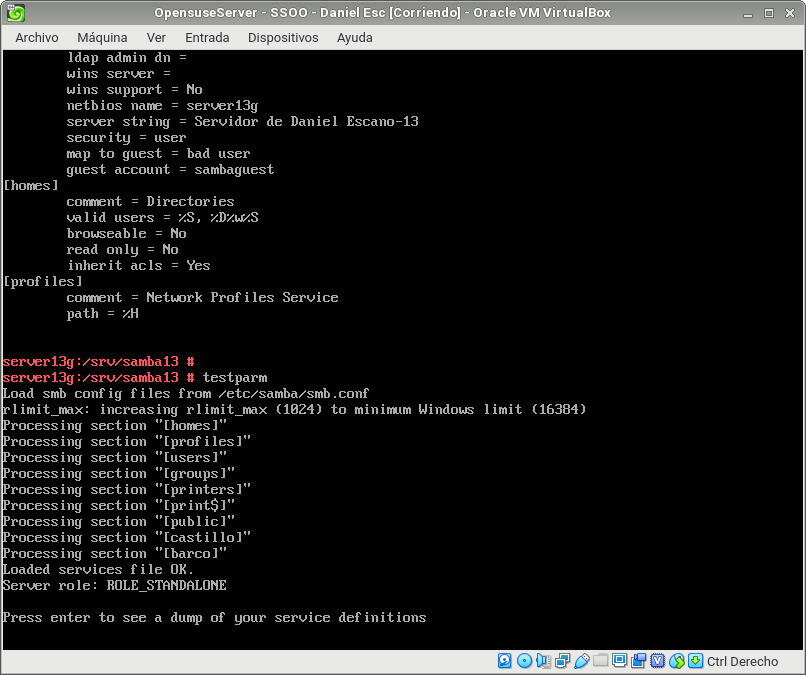 OpensuseServer - SSOO - Daniel Esc [Corriendo] - Oracle VM VirtualBox
Archivo Máquina Ver Entrada Dispositivos Ayuda
ldap admin dn =
wins server =
wins support = No
netbios name = server13g
server string = Servidor de Daniel Escano-13
security = user
map to guest = bad user
guest account = sambaguest
[homes]
comment = Directories
valid users = %S, %D%w%S
browseable = No
read only = No
inherit acls = Yes
[profiles]
comment = Network Profiles Service
path = %H
server13g:/srv/samba13 #
server13g:/srv/samba13 # testparm
Load smb config files from /etc/samba/smb.conf
rlimit_max: increasing rlimit_max (1024) to minimum Windows limit (16384)
Processing section "[homes]"
Processing section "[profiles]"
Processing section "[users]"
Processing section "[groups]"
Processing section "[printers]"
Processing section "[print$]"
Processing section "[public]"
Processing section "[castillo]"
Processing section "[barco]"
Loaded services file OK.
Server role: ROLE_STANDALONE
Press enter to see a dump of your service definitions
Ctrl Derecho